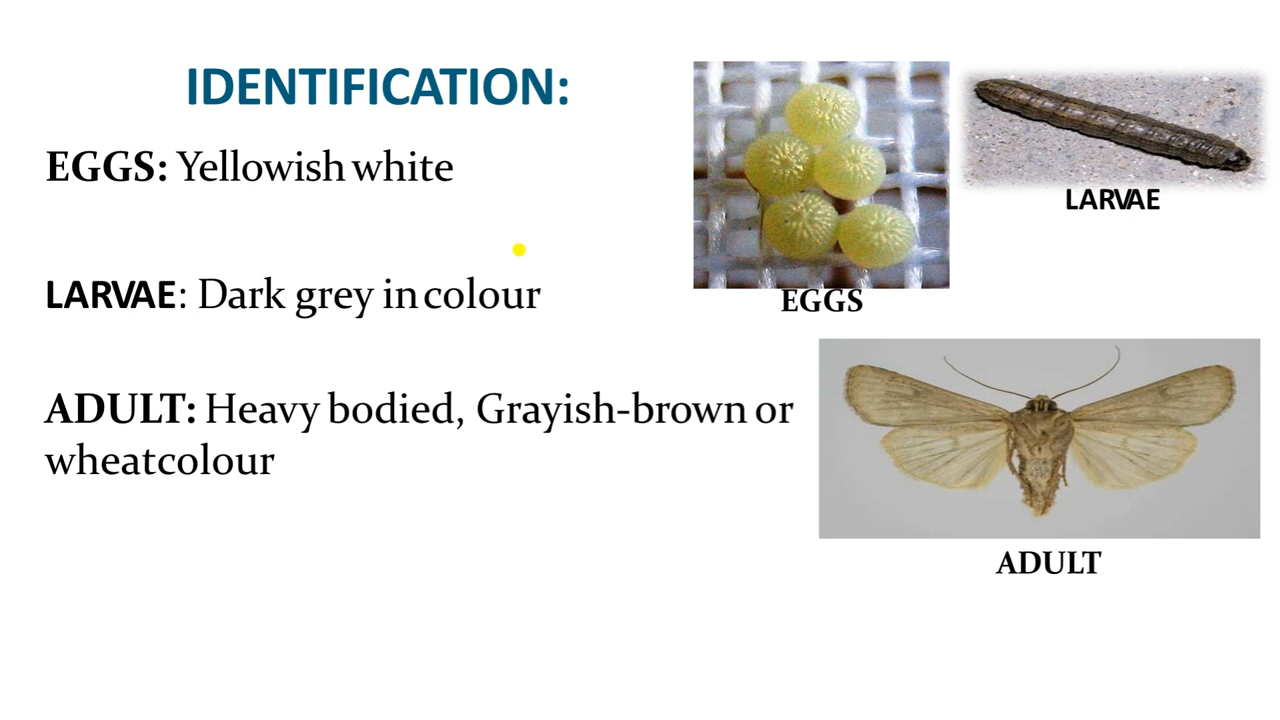 IDENTIFICATION:
EGGS: Yellowish white
LARVAE: Dark grey in colour
ADULT: Heavy bodied, Grayish-brown or
wheatcolour
EGGS
LARVAE
ADULT